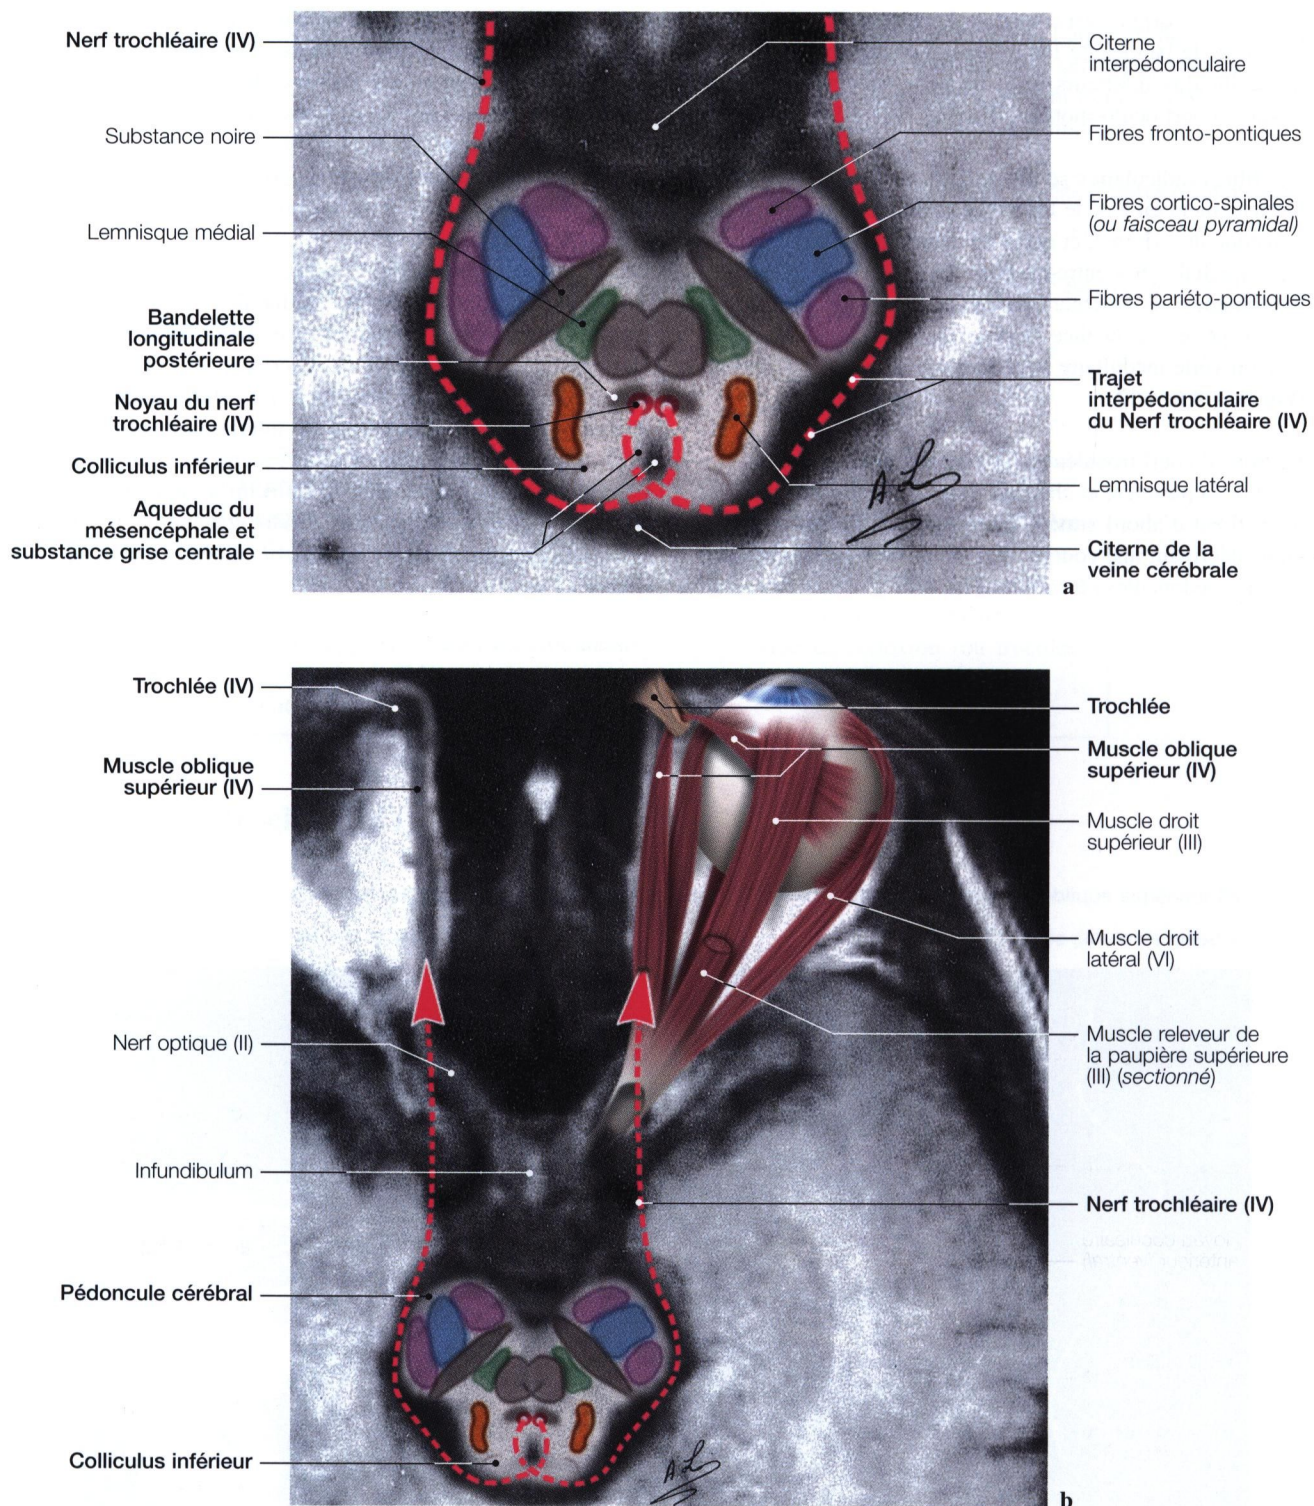 Nerf trochléaire (IV)
Substance noire
Lemnisque médial
Bandelette
longitudinale
postérieure
Noyau du nerf
trochléaire (IV)
Colliculus inférieur
Aqueduc du
mésencéphale et
substance grise centrale
Citerne
interpédonculaire
Fibres fronto-pontiques
Fibres cortico-spinales
(ou faisceau pyramidal)
Fibres pariéto-pontiques
Trajet
interpédonculaire
du Nerf trochléaire (IV)
Lemnisque latéral
Citerne de la
veine cérébrale
a
Trochlée (IV)
Muscle oblique
supérieur (IV)
Nerf optique (II)
Infundibulum
Pédoncule cérébral
Colliculus inférieur
Trochlée
Muscle oblique
supérieur (IV)
Muscle droit
supérieur (III)
Muscle droit
latéral (VI)
Muscle releveur de
la paupière supérieure
(III) (sectionné)
Nerf trochléaire (IV)
b